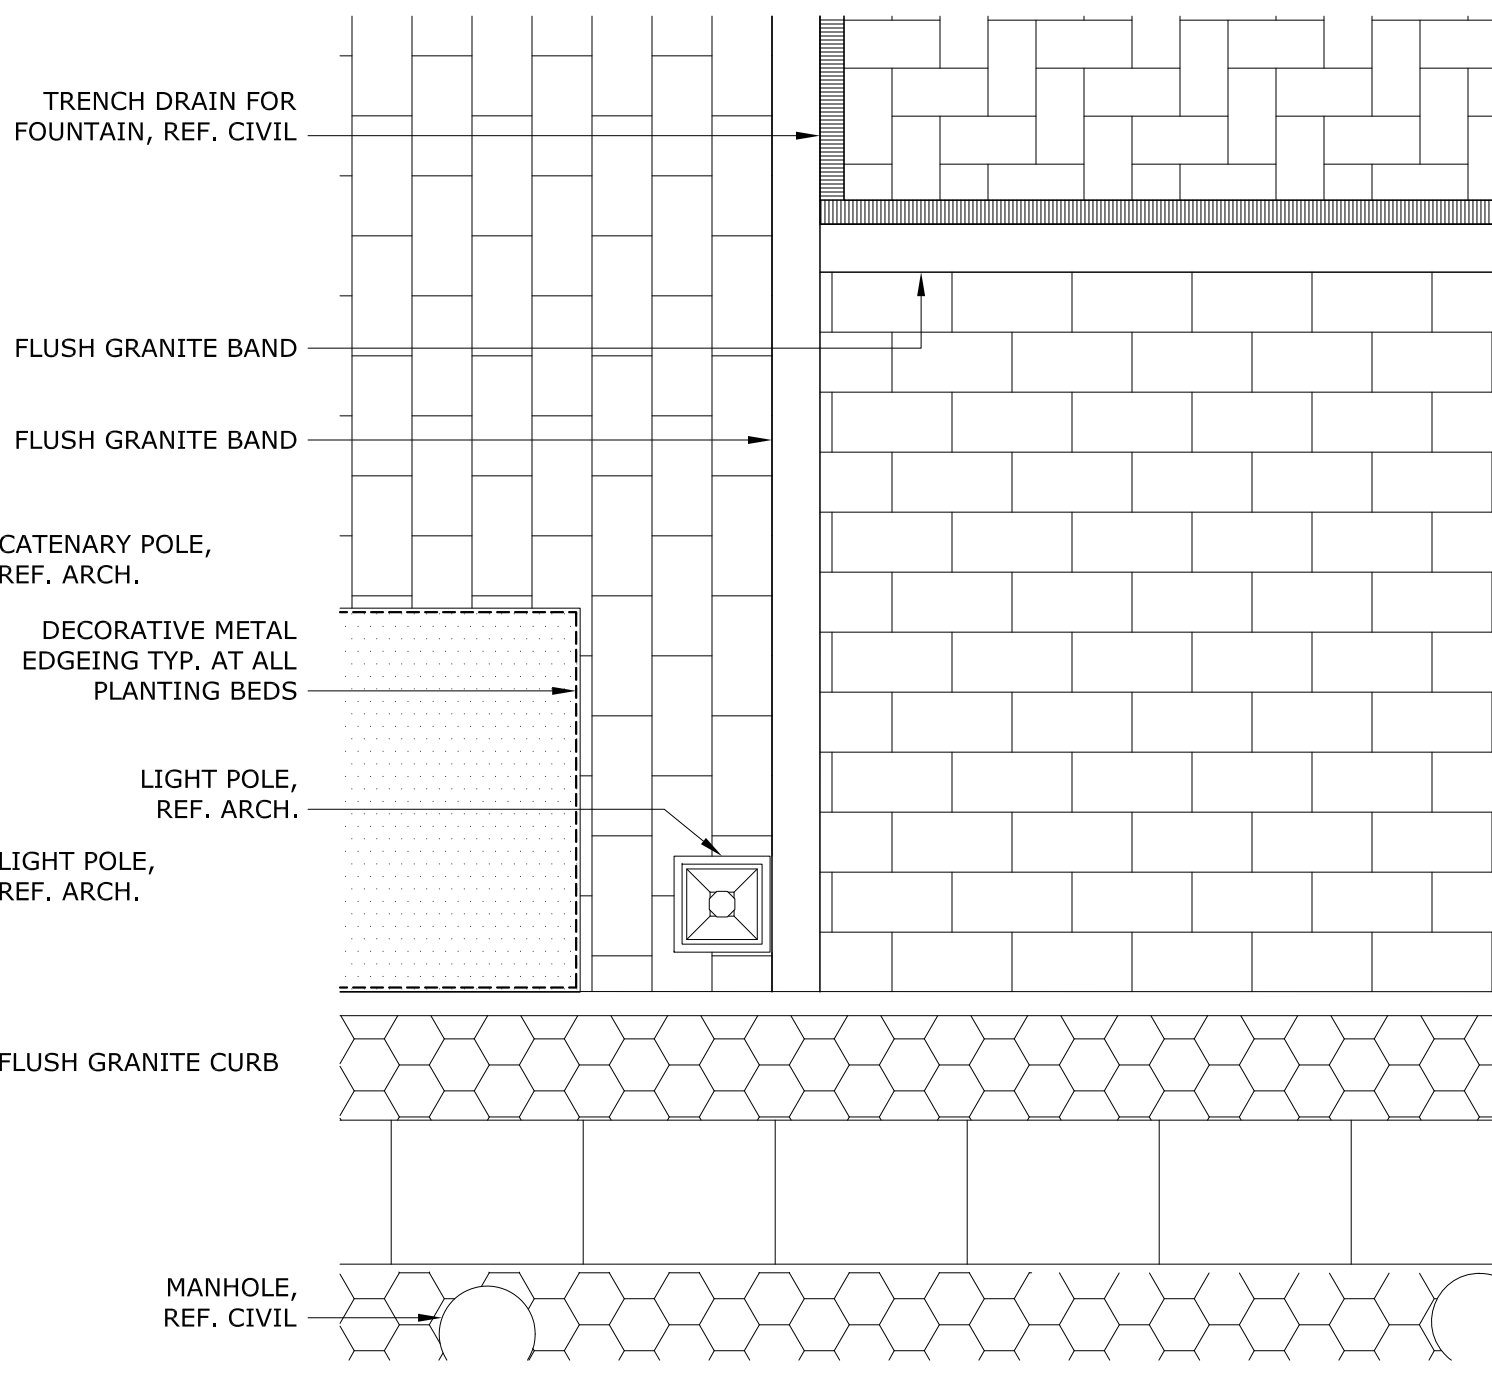 TRENCH DRAIN FOR
FOUNTAIN, REF. CIVIL
FLUSH GRANITE BAND
FLUSH GRANITE BAND
CATENARY POLE,
REF. ARCH.
DECORATIVE METAL
EDGEING TYP. AT ALL
PLANTING BEDS
LIGHT POLE,
REF. ARCH.
LIGHT POLE,
REF. ARCH.
FLUSH GRANITE CURB
MANHOLE,
REF. CIVIL